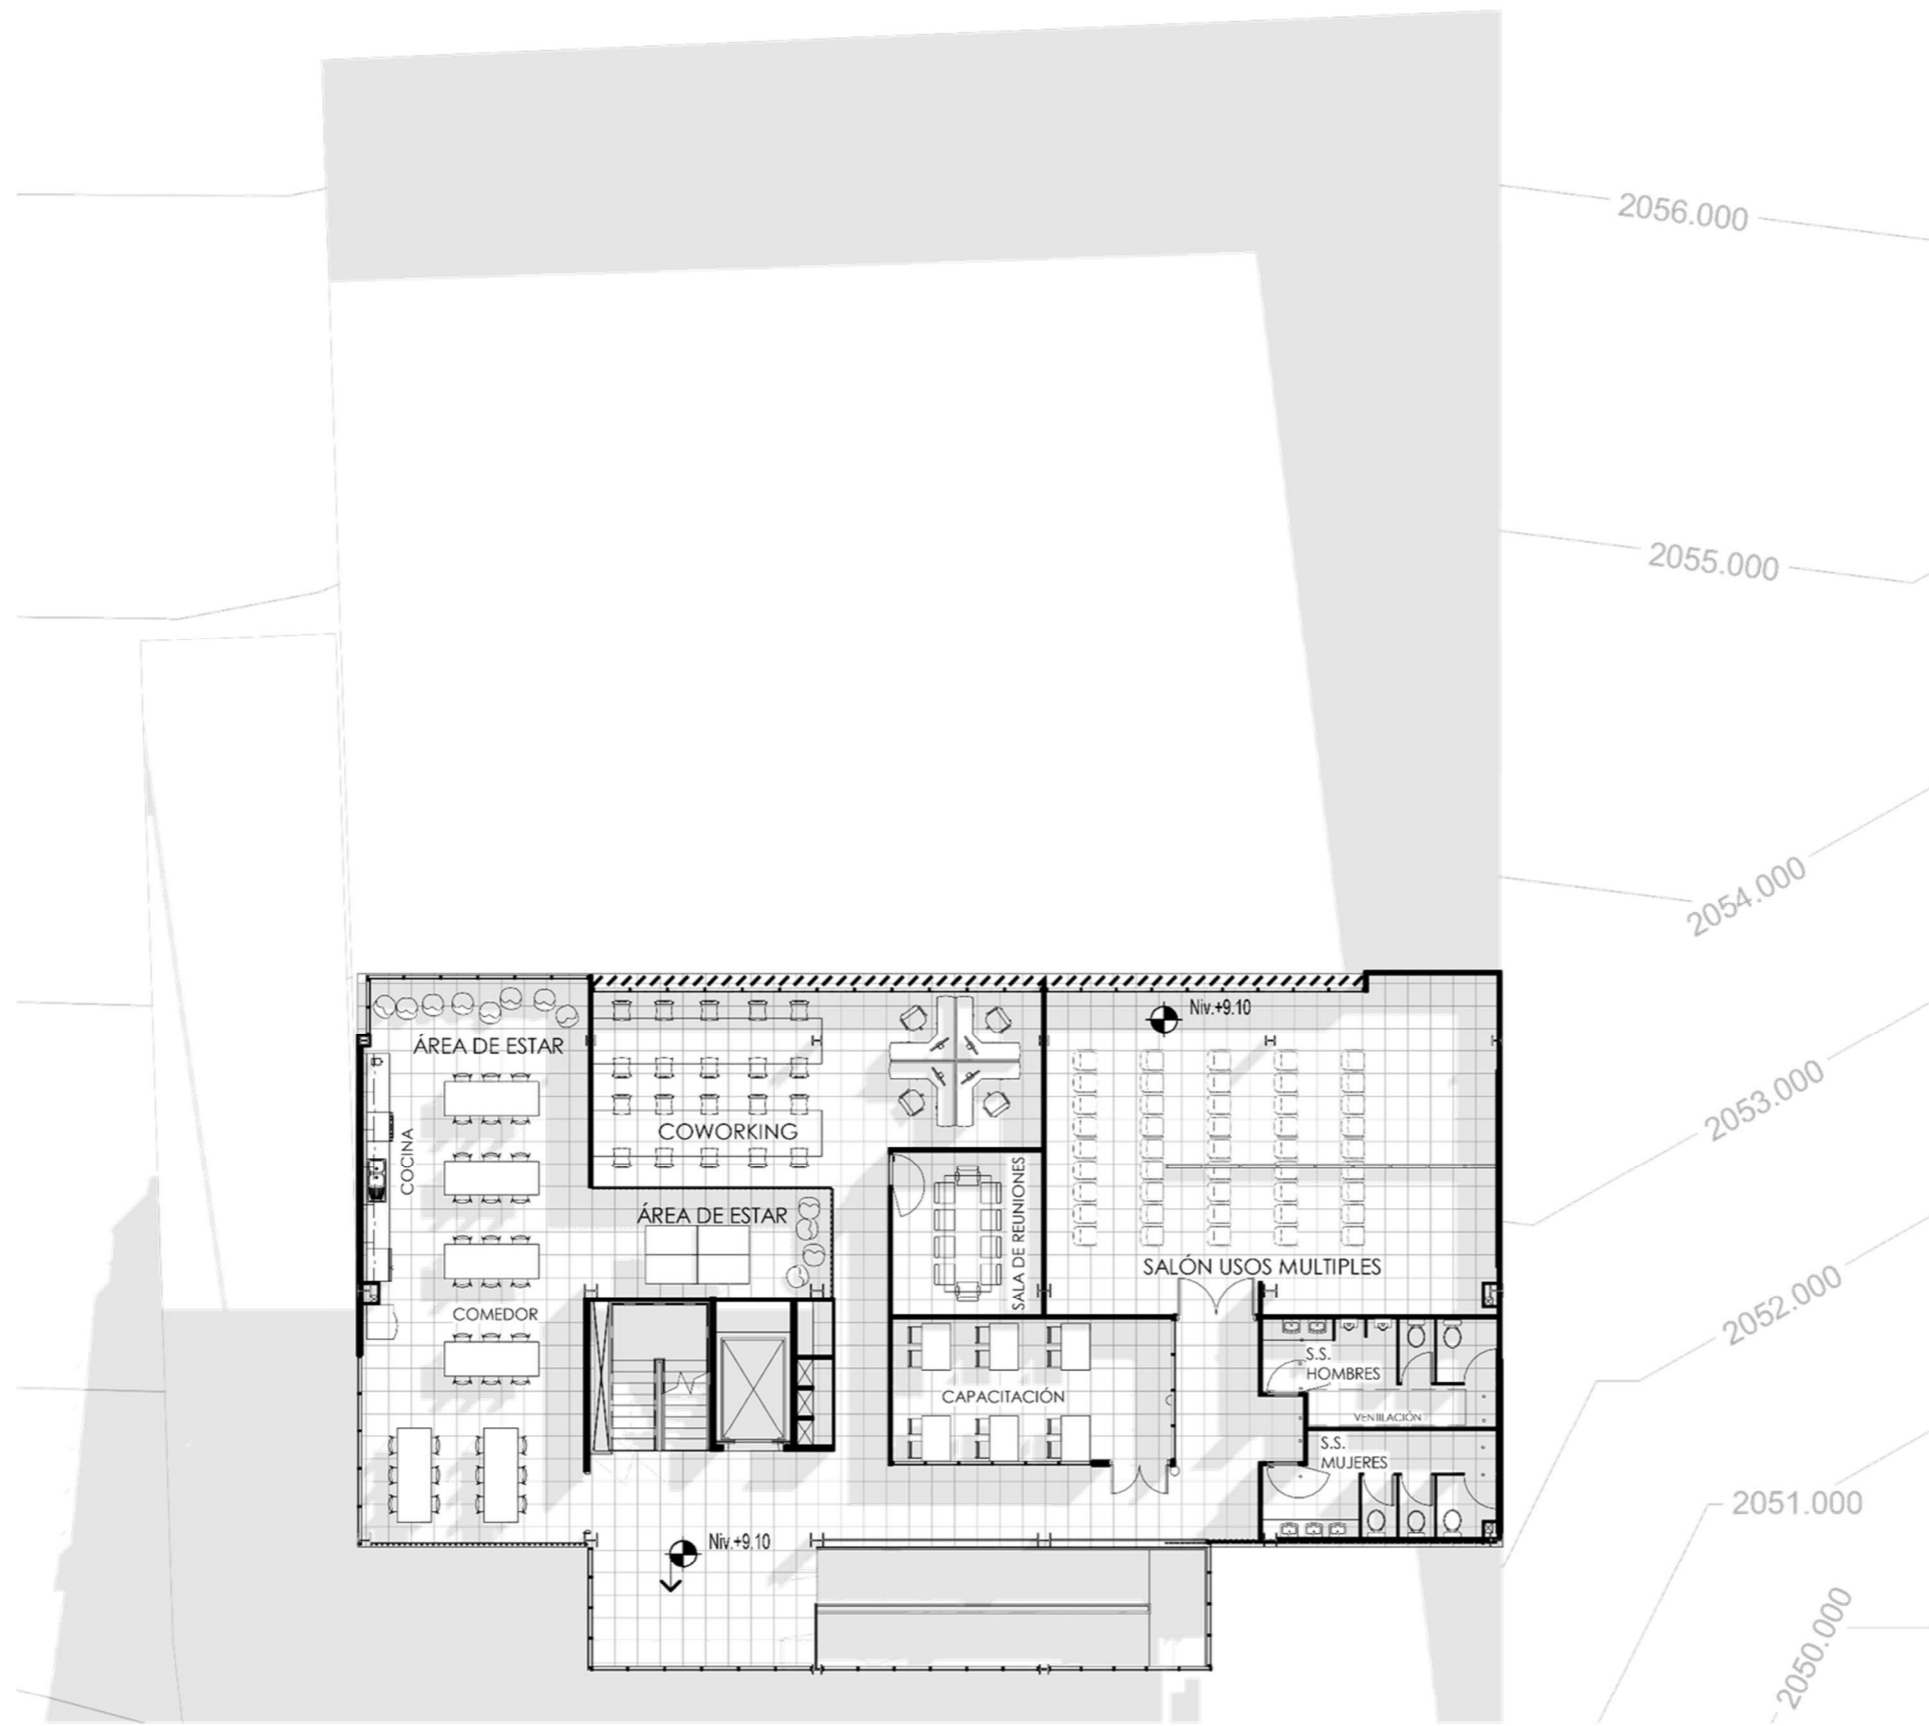 2056.000
2055.000
2054.000
2053.000
2052.000
2051.000
2050.000
Niv.+9.10
ÁREA DE ESTAR
COCINA
COWORKING
ÁREA DE ESTAR
SALA DE REUNIONES
SALÓN USOS MULTIPLES
COMEDOR
CAPACITACIÓN
S.S.
HOMBRES
VENTILACIÓN
S.S.
MUJERES
Niv.+9.10